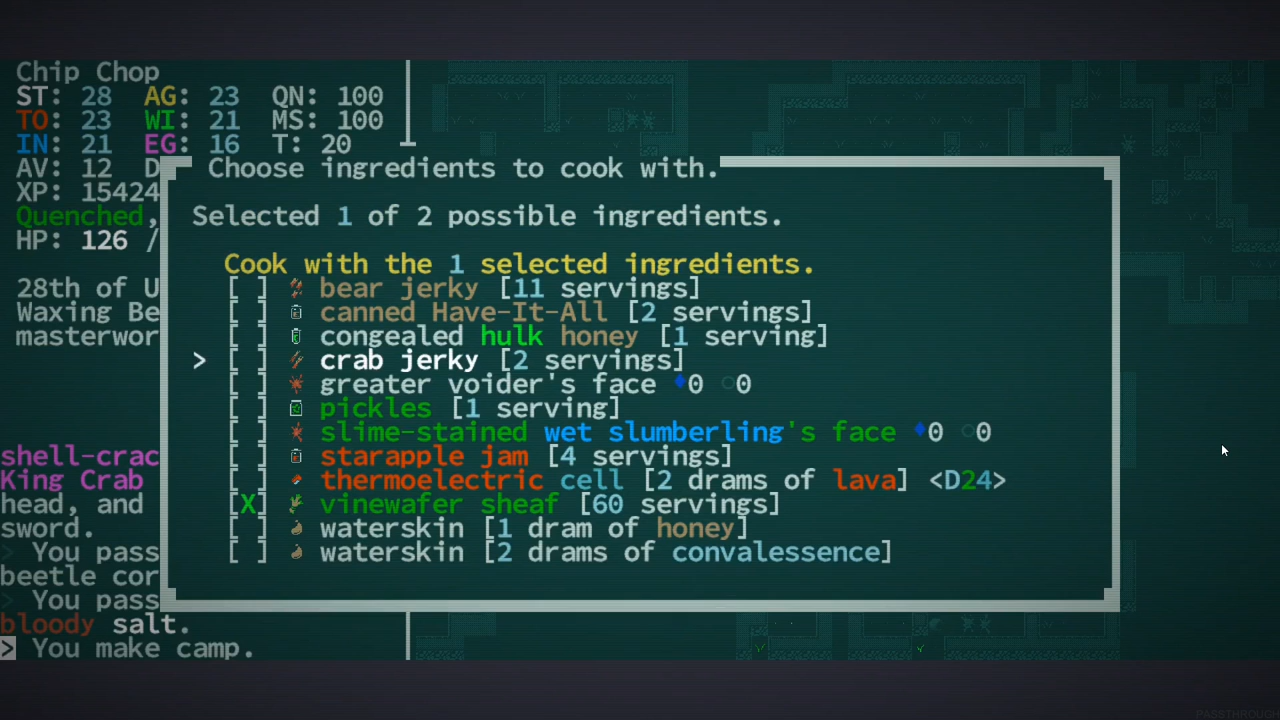 Chip Chop
ST: 28 AG: 23 QN: 100
TO: 23 WI: 21 MS: 100
IN: 21 EG: 16 T: 20
AV: 12 D
XP: 15424
Quenched,
HP: 126 /
28th of U
Waxing Be
masterwor
Choose ingredients to cook with.
Selected 1 of 2 possible ingredients.
Cook with the 1 selected ingredients.
[ ] bear jerky [11 servings]
[ ] canned Have-It-All [2 servings]
[ ] congealed hulk honey [1 serving]
> [ ] crab jerky [2 servings]
[ ] greater voider's face ♦0 ○0
[ ] pickles [1 serving]
[ ] slime-stained wet slumberling's face ♦0 ○0
[ ] starapple jam [4 servings]
[ ] thermoelectric cell [2 drams of lava] <D24>
[X] vinewafer sheaf [60 servings]
[ ] waterskin [1 dram of honey]
[ ] waterskin [2 drams of convalessence]
shell-crac
King Crab
head, and
sword.
> You pass
beetle cor
> You pass
bloody salt.
> You make camp.
PASSTHROUGH